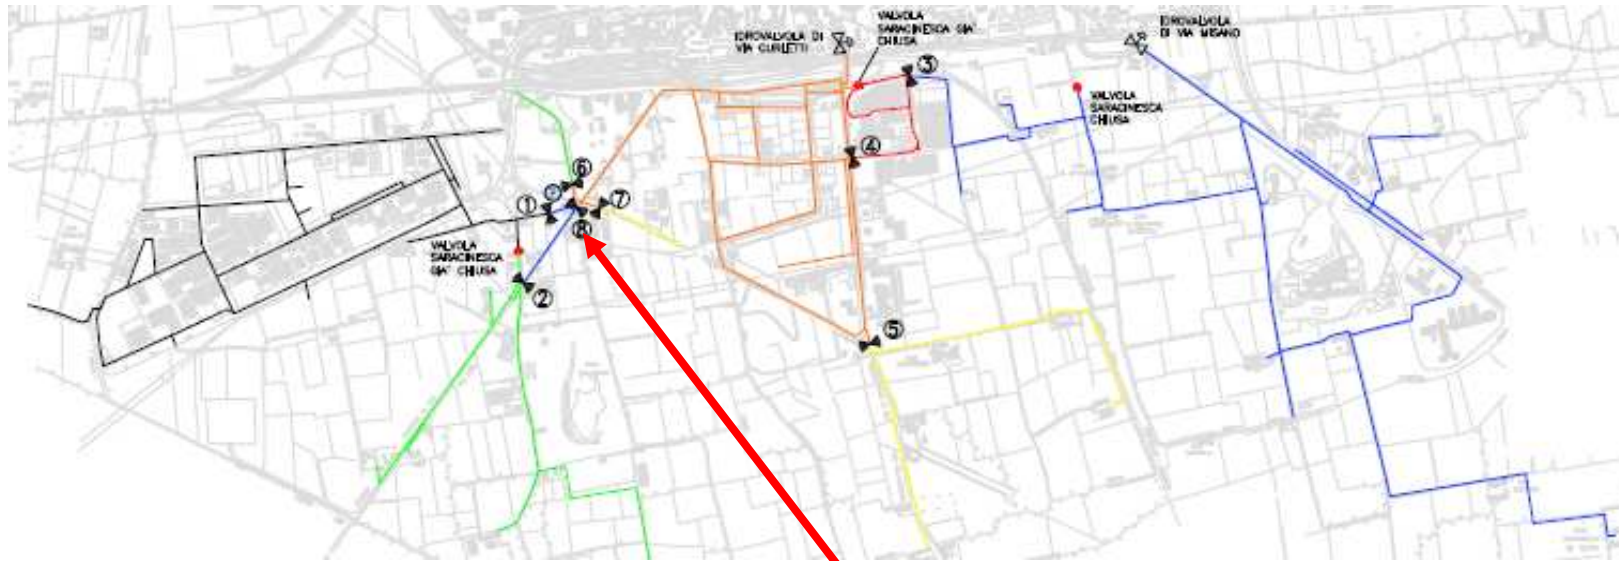 IDROVALVOLA DI
VIA CURLETTI
VALVOLA
SARACINESCA GIA'
CHIUSA
IDROVALVOLA
DI VIA MISANO
3
VALVOLA
SARACINESCA
CHIUSA
4
6
1
7
8
VALVOLA
SARACINESCA
GIA' CHIUSA
2
5